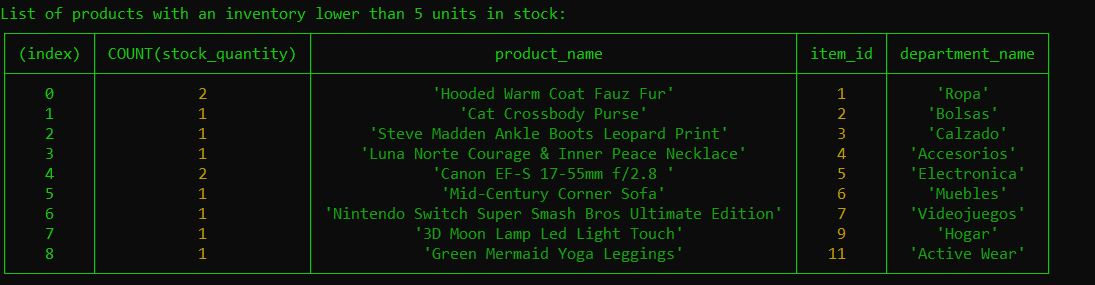 List of products with an inventory lower than 5 units in stock:
(index) COUNT(stock_quantity) product_name item_id department_name
0 2 'Hooded Warm Coat Fauz Fur' 1 'Ropa'
1 1 'Cat Crossbody Purse' 2 'Bolsas'
2 1 'Steve Madden Ankle Boots Leopard Print' 3 'Calzado'
3 1 'Luna Norte Courage & Inner Peace Necklace' 4 'Accesorios'
4 2 'Canon EF-S 17-55mm f/2.8 ' 5 'Electronica'
5 1 'Mid-Century Corner Sofa' 6 'Muebles'
6 1 'Nintendo Switch Super Smash Bros Ultimate Edition' 7 'Videojuegos'
7 1 '3D Moon Lamp Led Light Touch' 9 'Hogar'
8 1 'Green Mermaid Yoga Leggings' 11 'Active Wear'